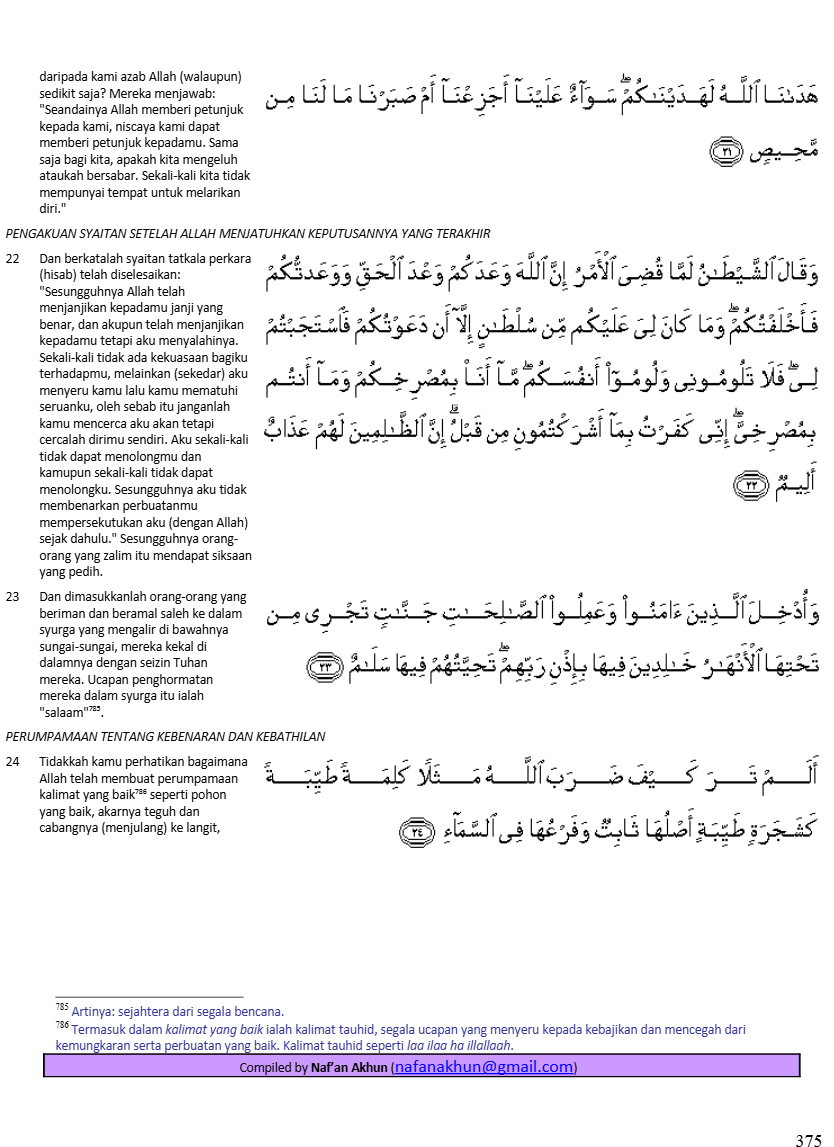 daripada kami azab Allah (walaupun)
sedikit saja? Mereka menjawab:
"Seandainya Allah memberi petunjuk
kepada kami, niscaya kami dapat
memberi petunjuk kepadamu. Sama
saja bagi kita, apakah kita mengeluh
ataukah bersabar. Sekali-kali kita tidak
mempunyai tempat untuk melarikan
diri."
هَدَىٰنَا ٱللَّهُ لَهَدَيْنَـٰكُمْ ۖ سَوَآءٌ عَلَيْنَآ أَجَزِعْنَآ أَمْ صَبَرْنَا مَا لَنَا مِن
مَّحِيصٍ ٢١
PENGAKUAN SYAITAN SETELAH ALLAH MENJATUHKAN KEPUTUSANNYA YANG TERAKHIR
22 Dan berkatalah syaitan tatkala perkara
(hisab) telah diselesaikan:
"Sesungguhnya Allah telah
menjanjikan kepadamu janji yang
benar, dan akupun telah menjanjikan
kepadamu tetapi aku menyalahinya.
Sekali-kali tidak ada kekuasaan bagiku
terhadapmu, melainkan (sekedar) aku
menyeru kamu lalu kamu mematuhi
seruanku, oleh sebab itu janganlah
kamu mencerca aku akan tetapi
cercalah dirimu sendiri. Aku sekali-kali
tidak dapat menolongmu dan
kamupun sekali-kali tidak dapat
menolongku. Sesungguhnya aku tidak
membenarkan perbuatanmu
mempersekutukan aku (dengan Allah)
sejak dahulu." Sesungguhnya orang-
orang yang zalim itu mendapat siksaan
yang pedih.
وَقَالَ ٱلشَّيْطَـٰنُ لَمَّا قُضِىَ ٱلْأَمْرُ إِنَّ ٱللَّهَ وَعَدَكُمْ وَعْدَ ٱلْحَقِّ وَوَعَدتُّكُمْ
فَأَخْلَفْتُكُمْ ۖ وَمَا كَانَ لِىَ عَلَيْكُم مِّن سُلْطَـٰنٍ إِلَّآ أَن دَعَوْتُكُمْ فَٱسْتَجَبْتُمْ
لِى ۖ فَلَا تَلُومُونِى وَلُومُوٓا۟ أَنفُسَكُم ۖ مَّآ أَنَا۠ بِمُصْرِخِكُمْ وَمَآ أَنتُم
بِمُصْرِخِىَّ ۖ إِنِّى كَفَرْتُ بِمَآ أَشْرَكْتُمُونِ مِن قَبْلُ ۗ إِنَّ ٱلظَّـٰلِمِينَ لَهُمْ عَذَابٌ
أَلِيمٌ ٢٢
23 Dan dimasukkanlah orang-orang yang
beriman dan beramal saleh ke dalam
syurga yang mengalir di bawahnya
sungai-sungai, mereka kekal di
dalamnya dengan seizin Tuhan
mereka. Ucapan penghormatan
mereka dalam syurga itu ialah
"salaam"785.
وَأُدْخِلَ ٱلَّذِينَ ءَامَنُوا۟ وَعَمِلُوا۟ ٱلصَّـٰلِحَـٰتِ جَنَّـٰتٍ تَجْرِى مِن
تَحْتِهَا ٱلْأَنْهَـٰرُ خَـٰلِدِينَ فِيهَا بِإِذْنِ رَبِّهِمْ ۖ تَحِيَّتُهُمْ فِيهَا سَلَـٰمٌ ٢٣
PERUMPAMAAN TENTANG KEBENARAN DAN KEBATHILAN
24 Tidakkah kamu perhatikan bagaimana
Allah telah membuat perumpamaan
kalimat yang baik786 seperti pohon
yang baik, akarnya teguh dan
cabangnya (menjulang) ke langit,
أَلَمْ تَرَ كَيْفَ ضَرَبَ ٱللَّهُ مَثَلًا كَلِمَةً طَيِّبَةً
كَشَجَرَةٍ طَيِّبَةٍ أَصْلُهَا ثَابِتٌ وَفَرْعُهَا فِى ٱلسَّمَآءِ ٢٤
785 Artinya: sejahtera dari segala bencana.
786 Termasuk dalam kalimat yang baik ialah kalimat tauhid, segala ucapan yang menyeru kepada kebajikan dan mencegah dari
kemungkaran serta perbuatan yang baik. Kalimat tauhid seperti laa ilaa ha illallaah.
Compiled by Naf'an Akhun (nafanakhun@gmail.com)
375